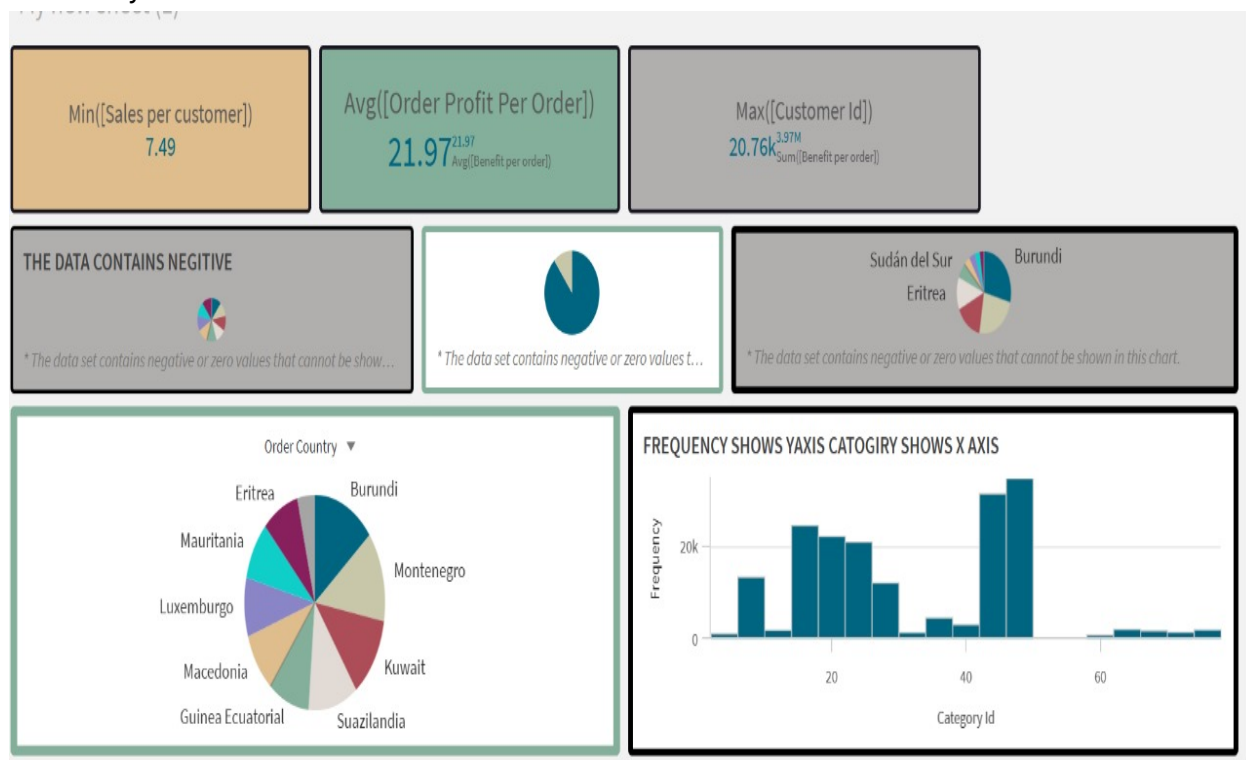 Min([Sales per customer])
7.49
Avg([Order Profit Per Order])
21.97
21.97
Avg([Benefit per order])
Max([Customer Id])
20.76k
3.97M
Sum([Benefit per order])
THE DATA CONTAINS NEGITIVE
* The data set contains negative or zero values that cannot be show...
* The data set contains negative or zero values t...
Sudán del Sur
Burundi
Eritrea
* The data set contains negative or zero values that cannot be shown in this chart.
Order Country
Eritrea
Burundi
Mauritania
Montenegro
Luxemburgo
Macedonia
Kuwait
Guinea Ecuatorial
Suazilandia
FREQUENCY SHOWS YAXIS CATOGIRY SHOWS X AXIS
Frequency
20k
0
20
40
60
Category Id